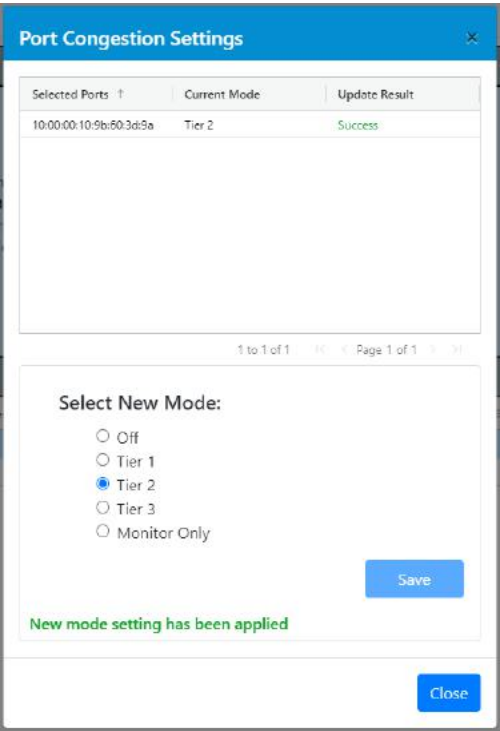 Port Congestion Settings ×
Selected Ports ↑ Current Mode Update Result
10:00:00:10:9b:60:3d:9a Tier 2 Success
1 to 1 of 1 Page 1 of 1
Select New Mode:
Off
Tier 1
Tier 2
Tier 3
Monitor Only
Save
New mode setting has been applied
Close